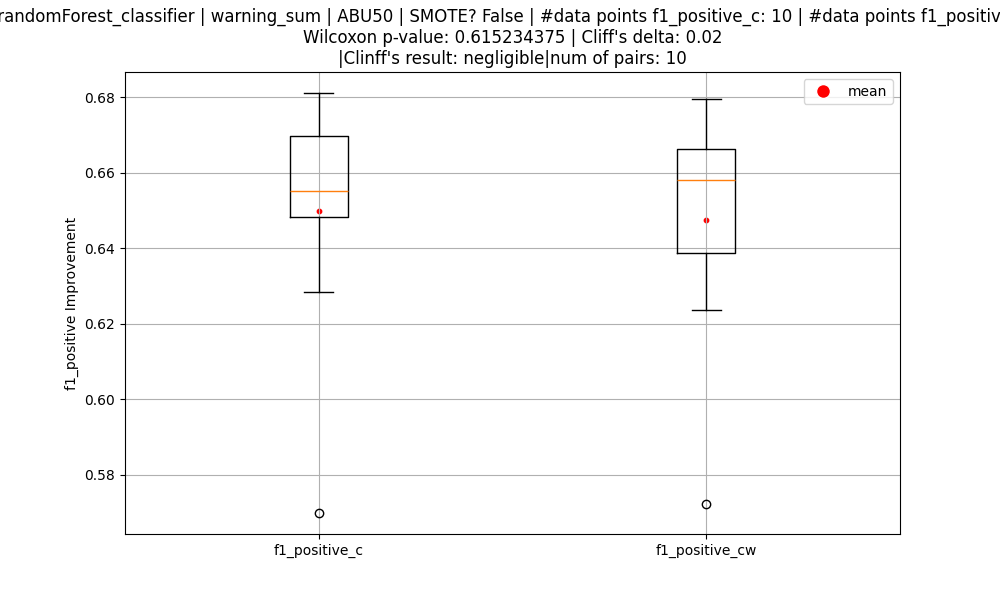 randomForest_classifier | warning_sum | ABU50 | SMOTE? False | #data points f1_positive_c: 10 | #data points f1_positiv
Wilcoxon p-value: 0.615234375 | Cliff's delta: 0.02
|Clinff's result: negligible|num of pairs: 10
mean
f1_positive Improvement
0.68
0.66
0.64
0.62
0.60
0.58
f1_positive_c
f1_positive_cw